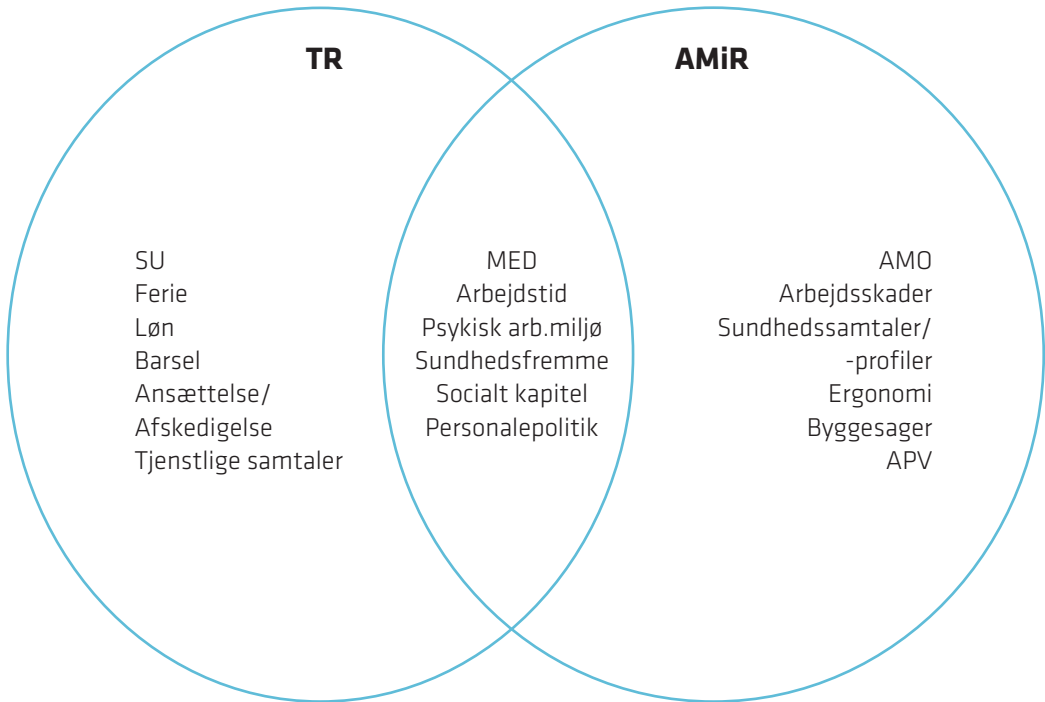 TR
SU
Ferie
Løn
Barsel
Ansættelse/
Afskedigelse
Tjenstlige samtaler
MED
Arbejdstid
Psykisk arb.miljø
Sundhedsfremme
Socialt kapitel
Personalepolitik
AMiR
AMO
Arbejdsskader
Sundhedssamtaler/
-profiler
Ergonomi
Byggesager
APV